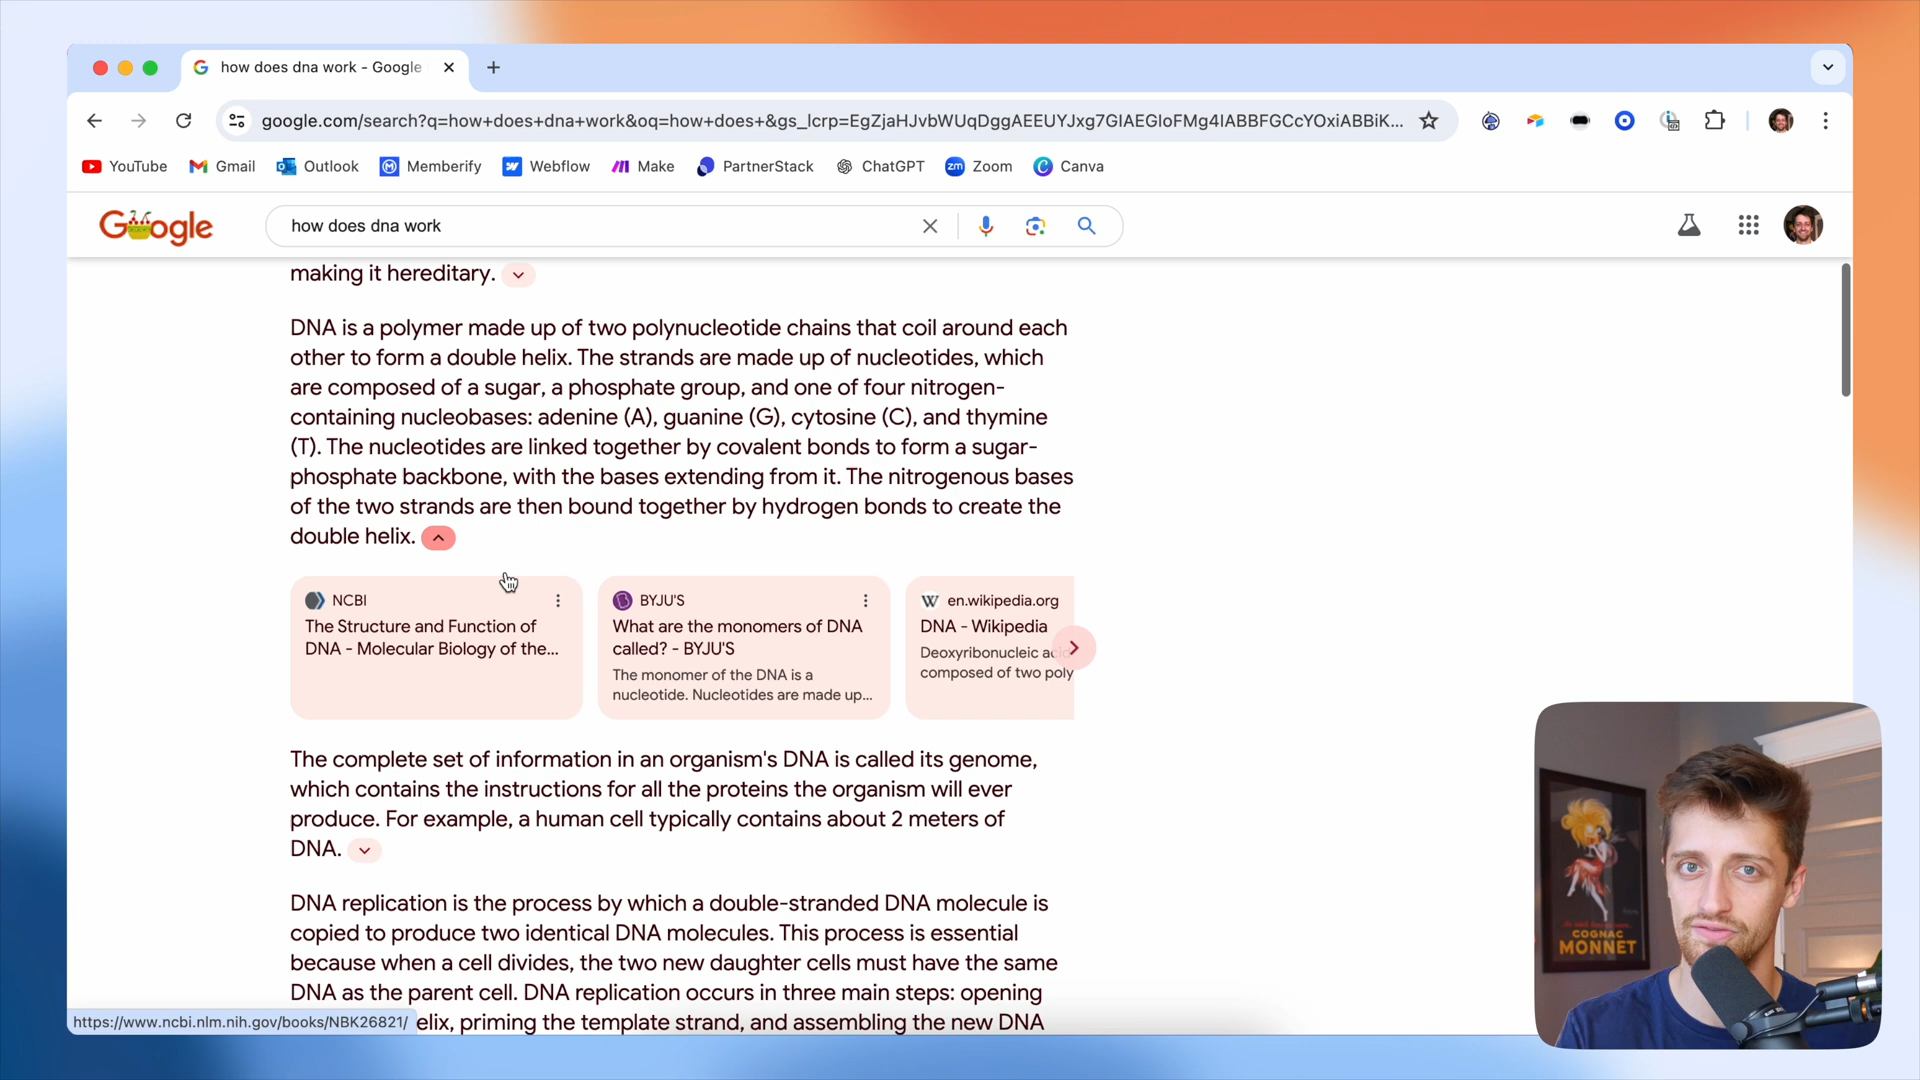 how does dna work - Google
google.com/search?q=how+does+dna+work&oq=how+does+&gs_lcrp=EgZjaHJvbWUqDggAEEUYJxg7GIAEGIoFMg4IABBFGCcYOxiABBiK...
YouTube Gmail Outlook Memberify Webflow Make PartnerStack ChatGPT Zoom Canva
Google how does dna work
making it hereditary.
DNA is a polymer made up of two polynucleotide chains that coil around each
other to form a double helix. The strands are made up of nucleotides, which
are composed of a sugar, a phosphate group, and one of four nitrogen-
containing nucleobases: adenine (A), guanine (G), cytosine (C), and thymine
(T). The nucleotides are linked together by covalent bonds to form a sugar-
phosphate backbone, with the bases extending from it. The nitrogenous bases
of the two strands are then bound together by hydrogen bonds to create the
double helix.
NCBI
The Structure and Function of
DNA - Molecular Biology of the...
BYJU'S
What are the monomers of DNA
called? - BYJU'S
The monomer of the DNA is a
nucleotide. Nucleotides are made up...
en.wikipedia.org
DNA - Wikipedia
Deoxyribonucleic acid
composed of two poly
The complete set of information in an organism's DNA is called its genome,
which contains the instructions for all the proteins the organism will ever
produce. For example, a human cell typically contains about 2 meters of
DNA.
DNA replication is the process by which a double-stranded DNA molecule is
copied to produce two identical DNA molecules. This process is essential
because when a cell divides, the two new daughter cells must have the same
DNA as the parent cell. DNA replication occurs in three main steps: opening
elix, priming the template strand, and assembling the new DNA
https://www.ncbi.nlm.nih.gov/books/NBK26821/
COGNAC
MONNET